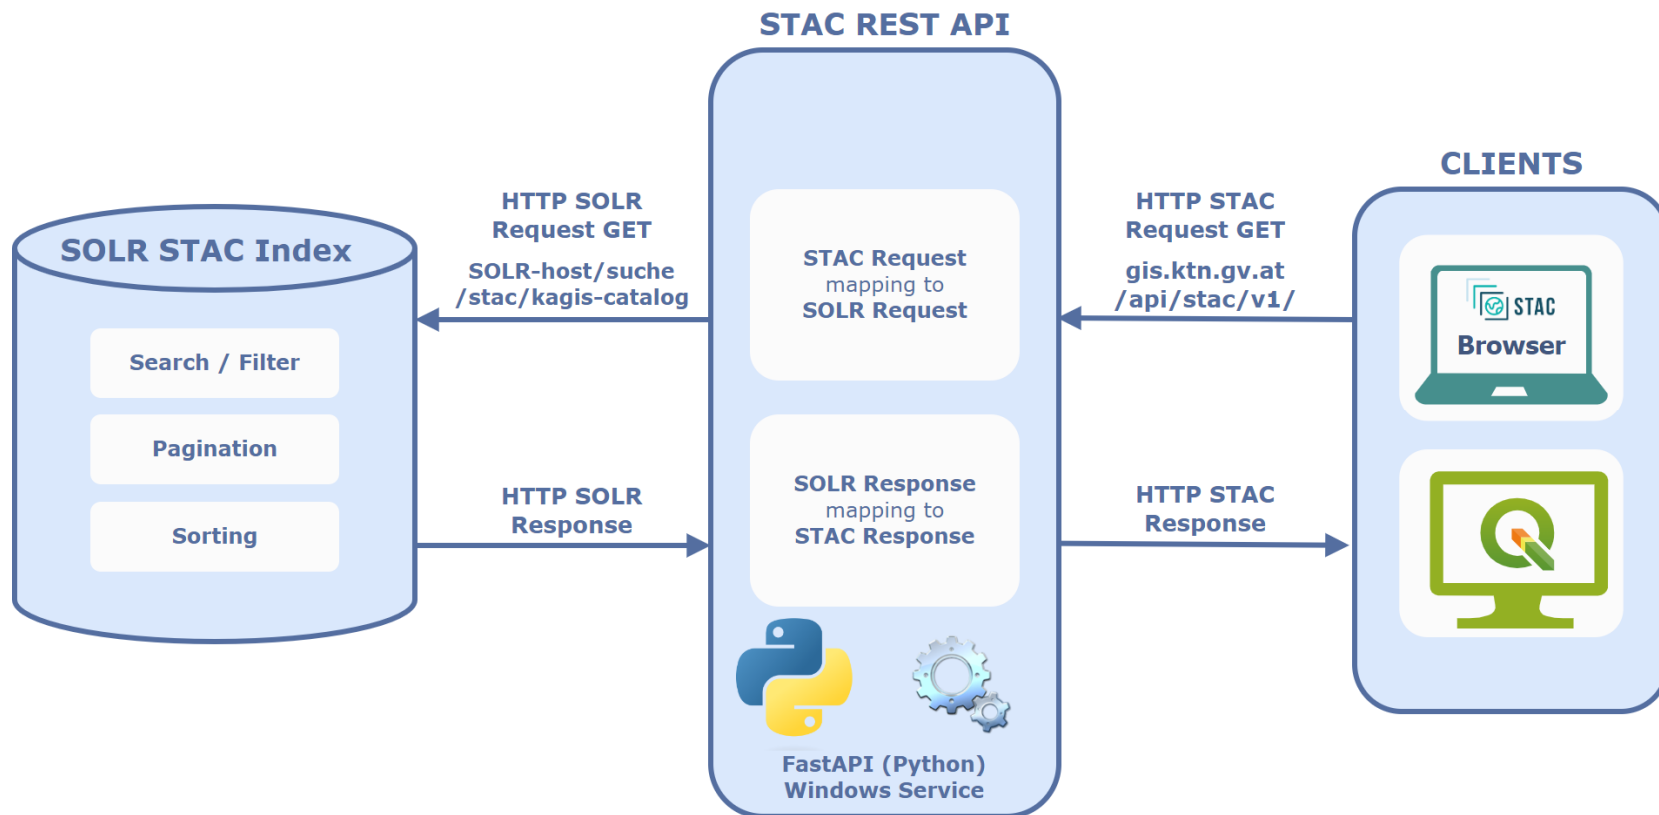 STAC REST API
CLIENTS
SOLR STAC Index
Search / Filter
Pagination
Sorting
HTTP SOLR
Request GET
SOLR-host/suche
/stac/kagis-catalog
HTTP SOLR
Response
STAC Request
mapping to
SOLR Request
SOLR Response
mapping to
STAC Response
FastAPI (Python)
Windows Service
HTTP STAC
Request GET
gis.ktn.gv.at
/api/stac/v1/
HTTP STAC
Response
STAC
Browser